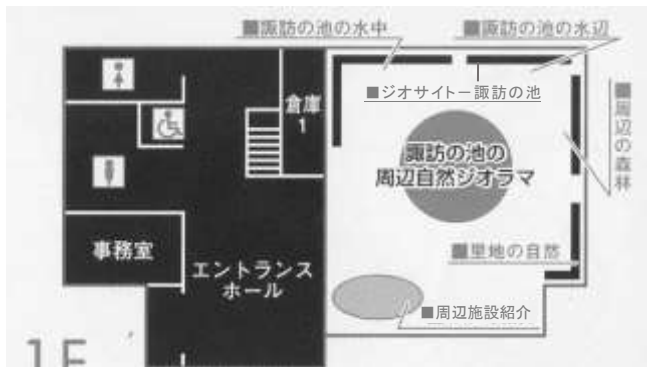 ■諏訪の池の水中
■諏訪の池の水辺
■ジオサイトー諏訪の池
■周辺の森林
倉庫
1
諏訪の池の
周辺自然ジオラマ
事務室
■里地の自然
エントランス
ホール
■周辺施設紹介
1F